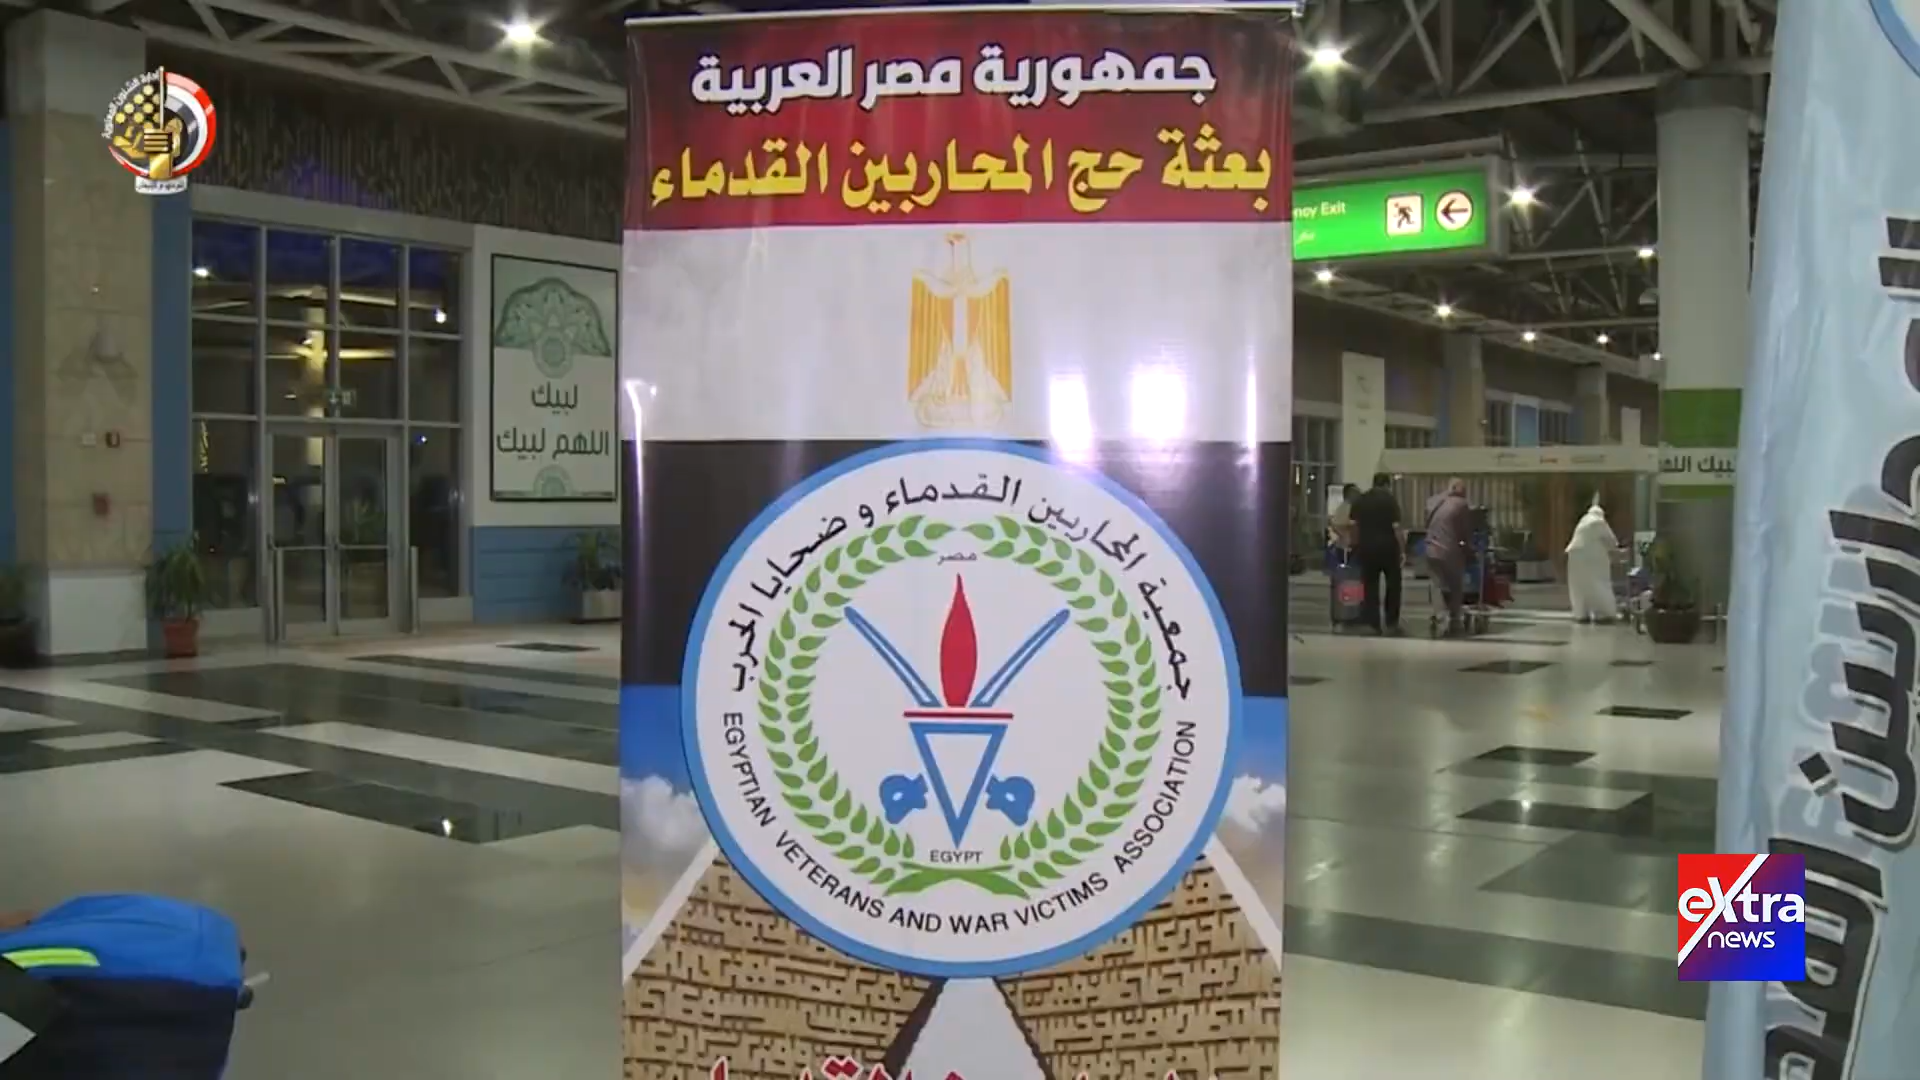 جمهورية مصر العربية
بعثة حج المحاربين القدماء
جمعية المحاربين القدماء و ضحايا الحرب
مصر
EGYPT
EGYPTIAN VETERANS AND WAR VICTIMS ASSOCIATION
لبيك
اللهم لبيك
Exit
extra
news